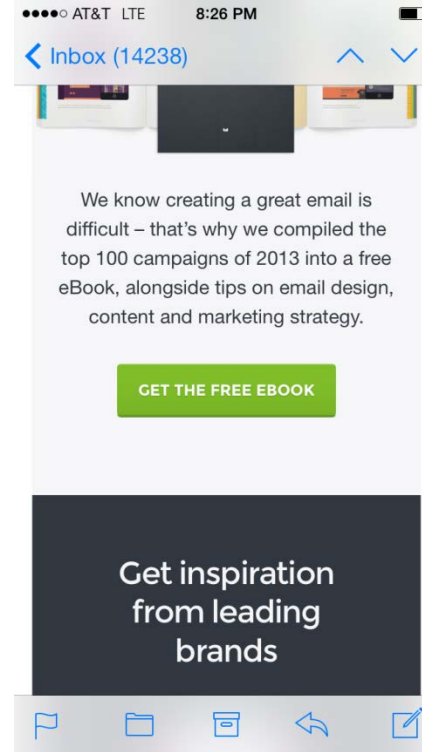 AT&T LTE 8:26 PM
Inbox (14238)
We know creating a great email is
difficult – that's why we compiled the
top 100 campaigns of 2013 into a free
eBook, alongside tips on email design,
content and marketing strategy.
GET THE FREE EBOOK
Get inspiration
from leading
brands